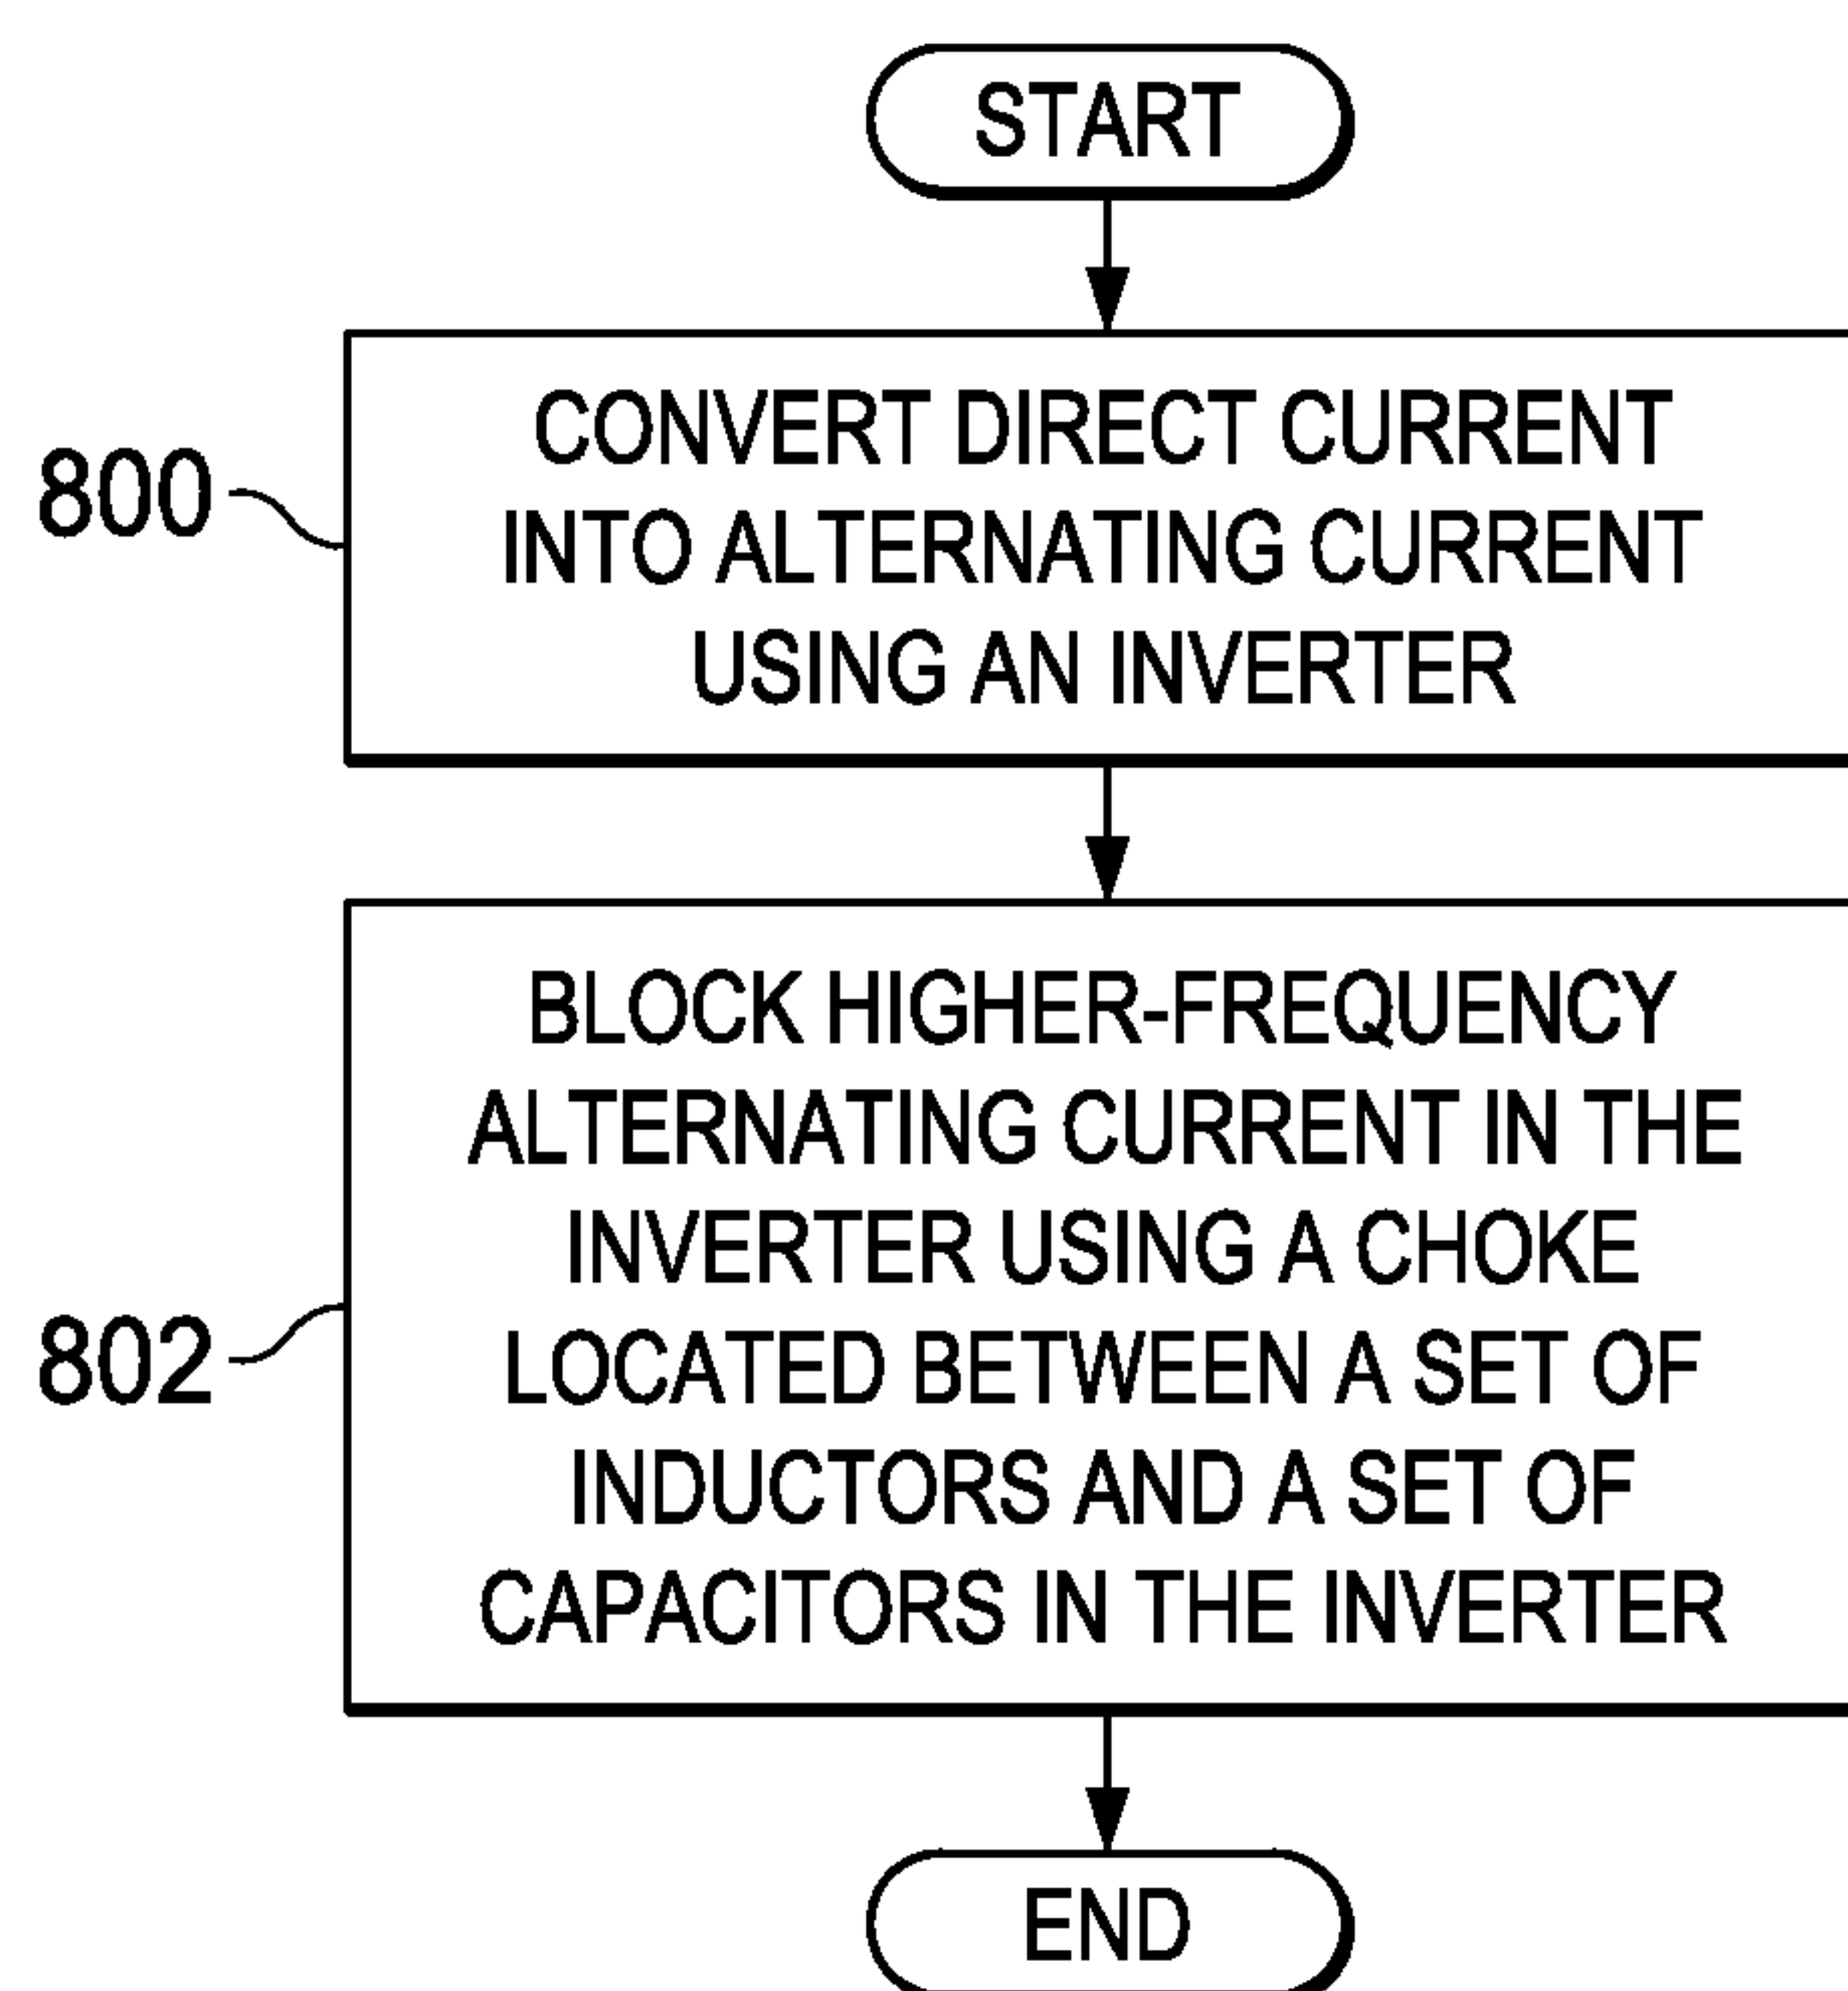 START
800
CONVERT DIRECT CURRENT
INTO ALTERNATING CURRENT
USING AN INVERTER
802
BLOCK HIGHER-FREQUENCY
ALTERNATING CURRENT IN THE
INVERTER USING A CHOKE
LOCATED BETWEEN A SET OF
INDUCTORS AND A SET OF
CAPACITORS IN THE INVERTER
END